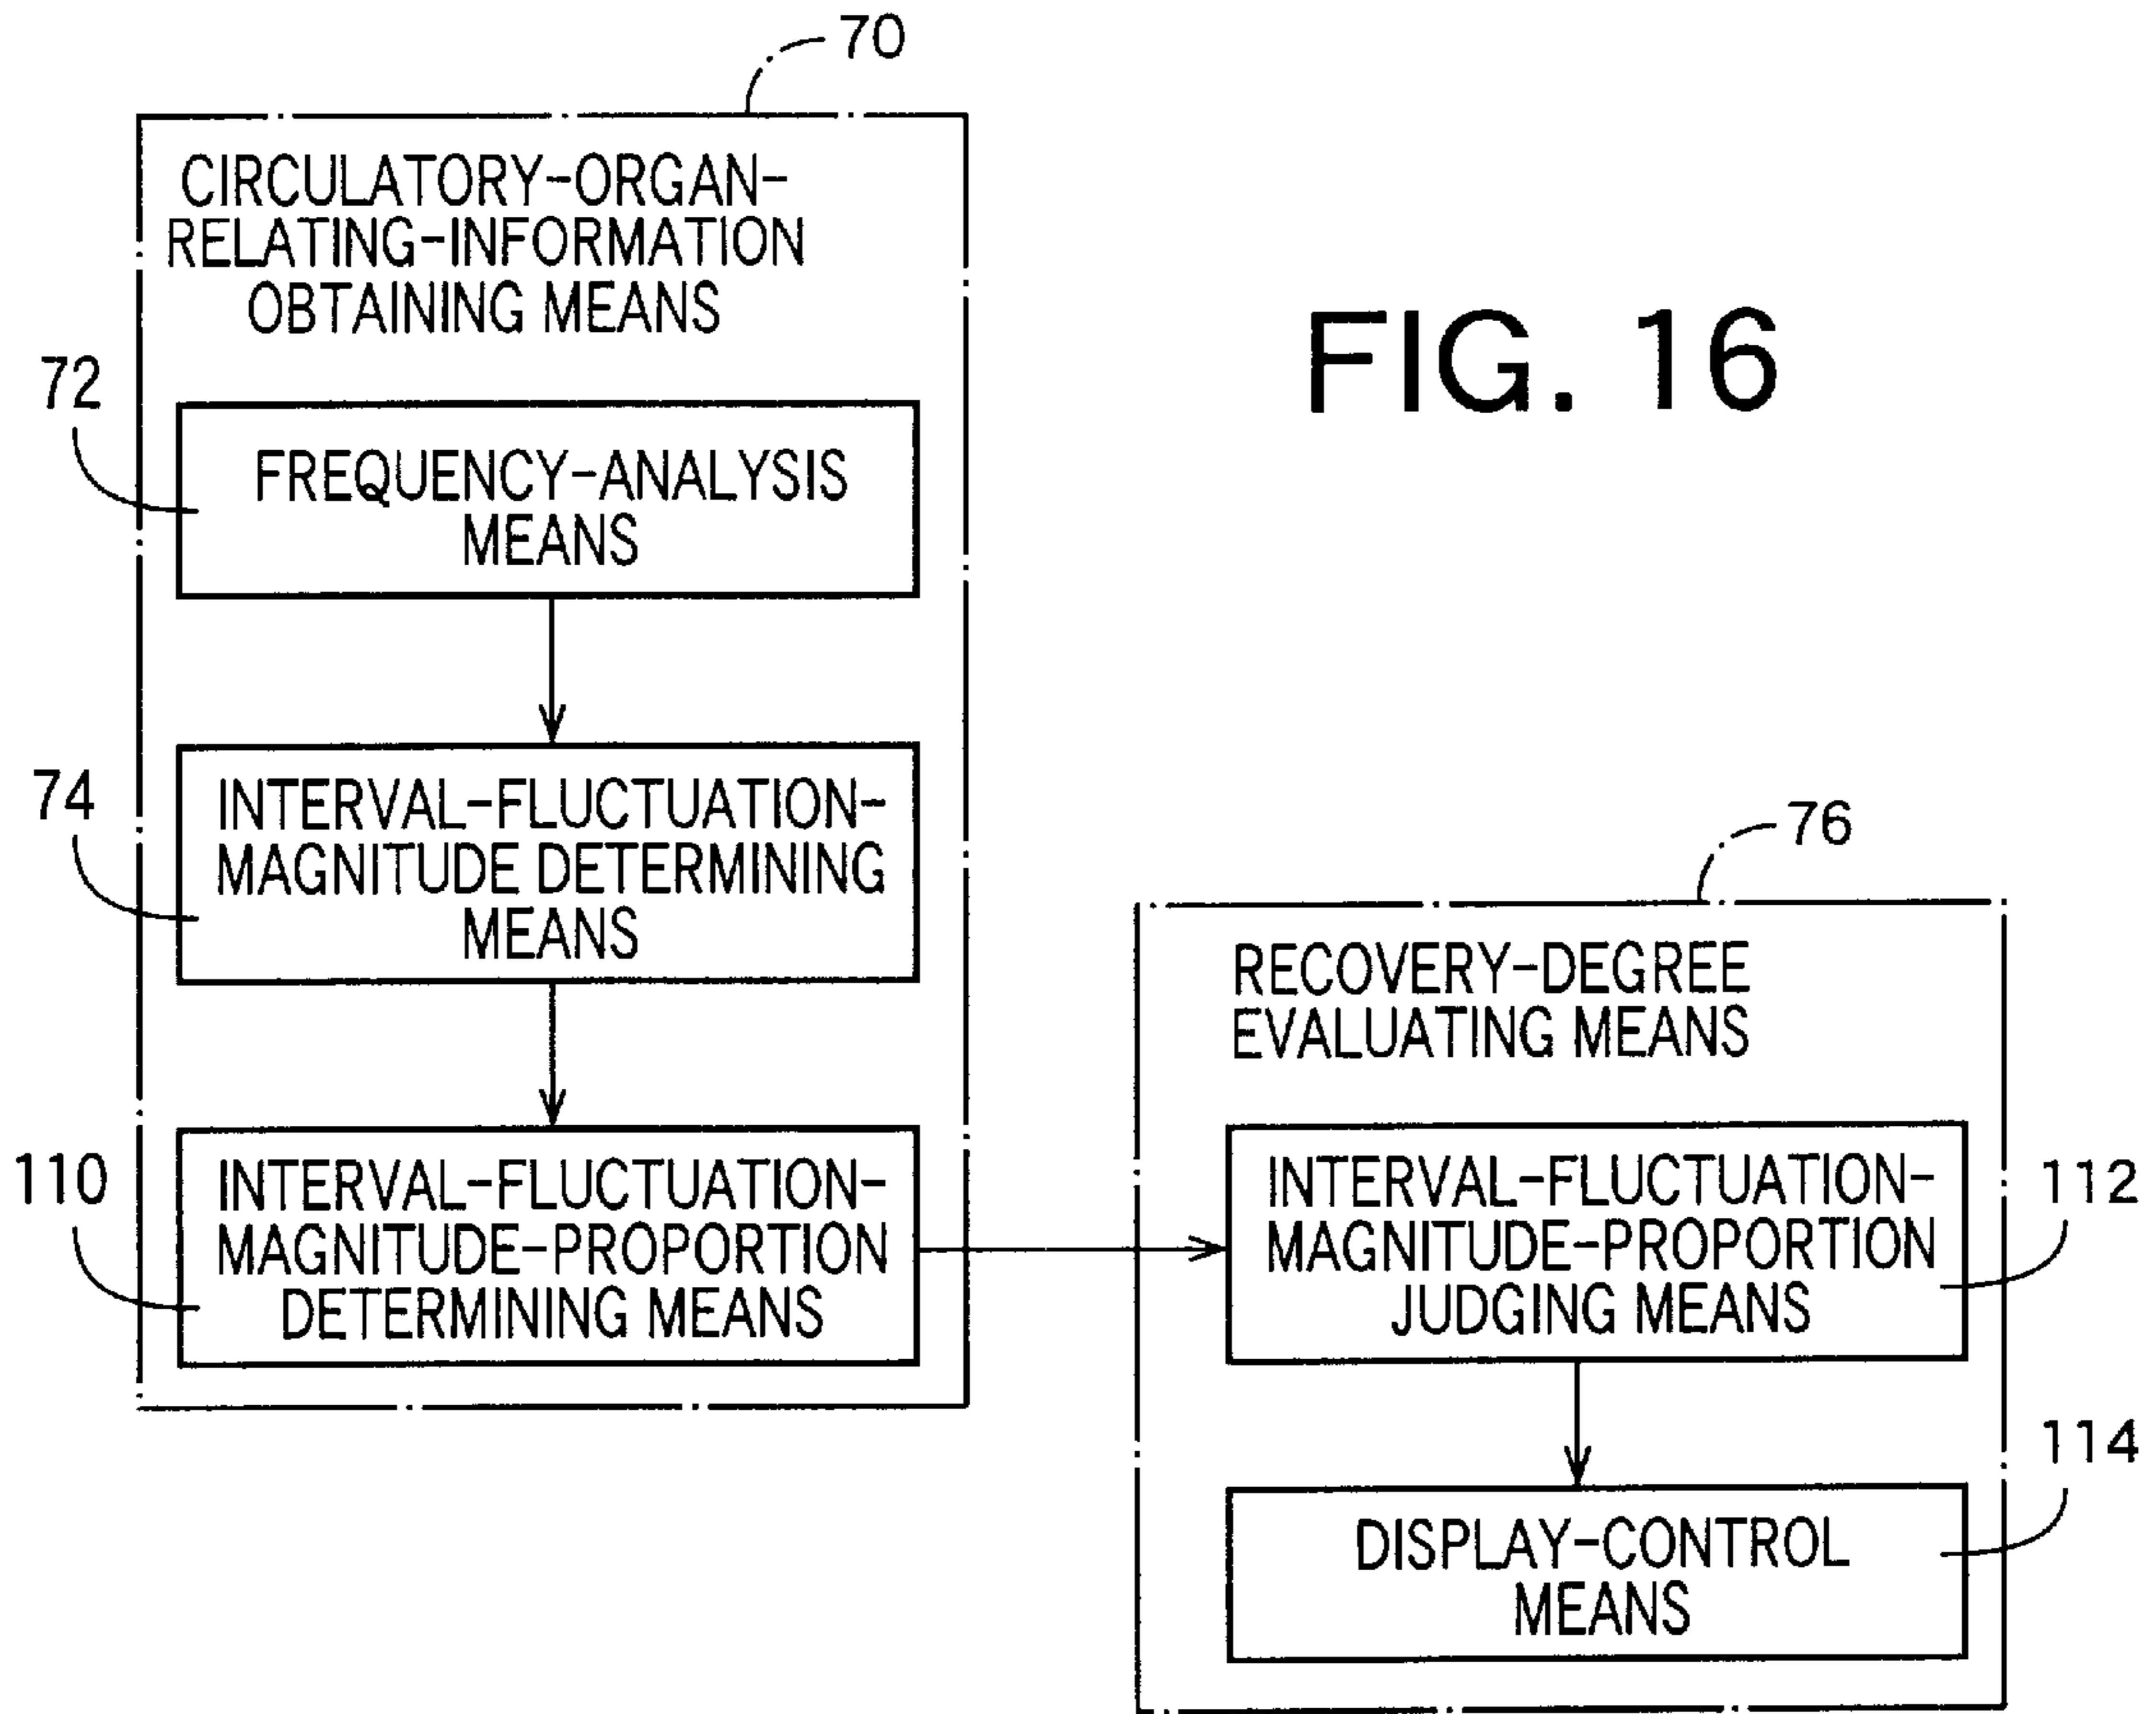 70
CIRCULATORY-ORGAN-
RELATING-INFORMATION
OBTAINING MEANS
FIG. 16
72
FREQUENCY-ANALYSIS
MEANS
74
INTERVAL-FLUCTUATION-
MAGNITUDE DETERMINING
MEANS
110
INTERVAL-FLUCTUATION-
MAGNITUDE-PROPORTION
DETERMINING MEANS
76
RECOVERY-DEGREE
EVALUATING MEANS
INTERVAL-FLUCTUATION-
MAGNITUDE-PROPORTION
JUDGING MEANS
112
DISPLAY-CONTROL
MEANS
114